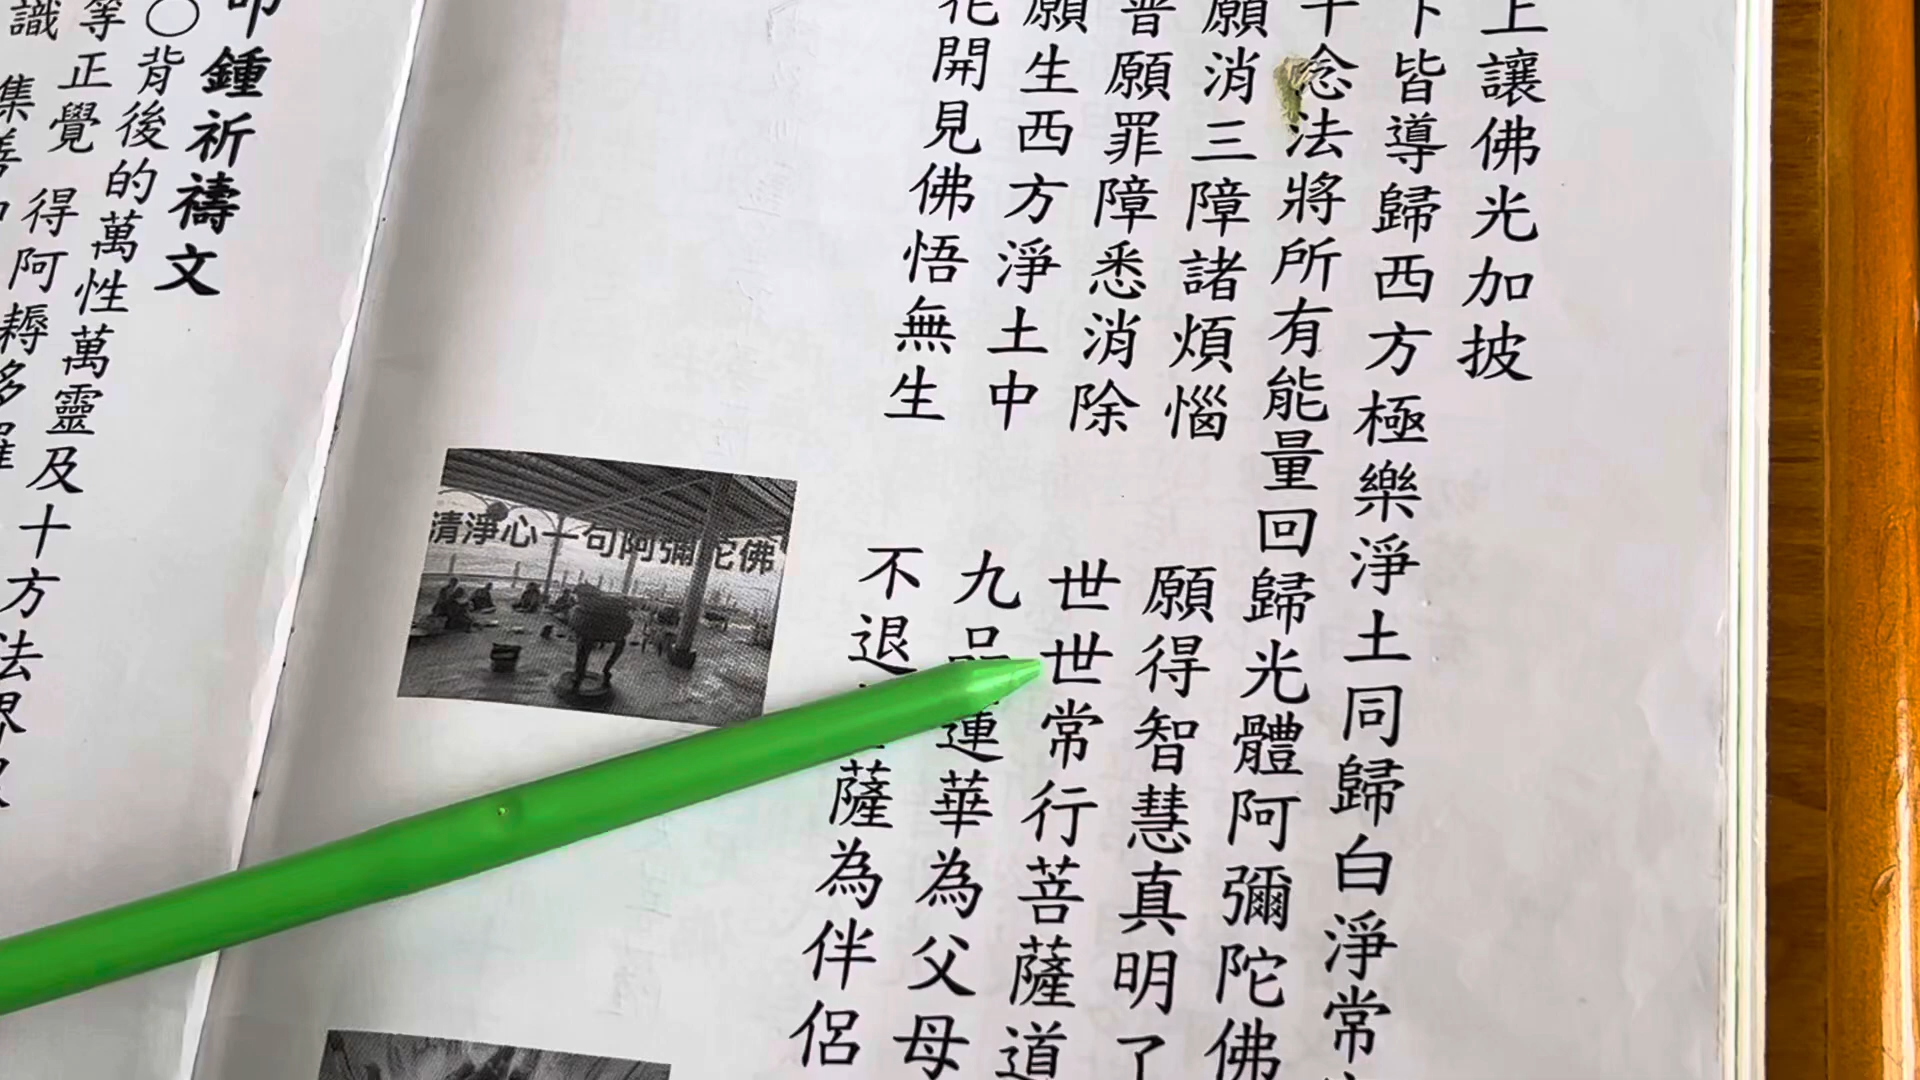 上讓佛光加披
下皆導歸西方極樂淨土同歸白淨常
十念法將所有能量回歸光體阿彌陀佛
願消三障諸煩惱 願得智慧真明了
普願罪障悉消除 世世常行菩薩道
願生西方淨土中 九品蓮華為父母
花開見佛悟無生 不退 薩為伴侶
清淨心一句阿彌陀佛
叩鍾祈禱文
〇背後的萬性萬靈及十方法界
等正覺 得阿耨多羅
識 集善